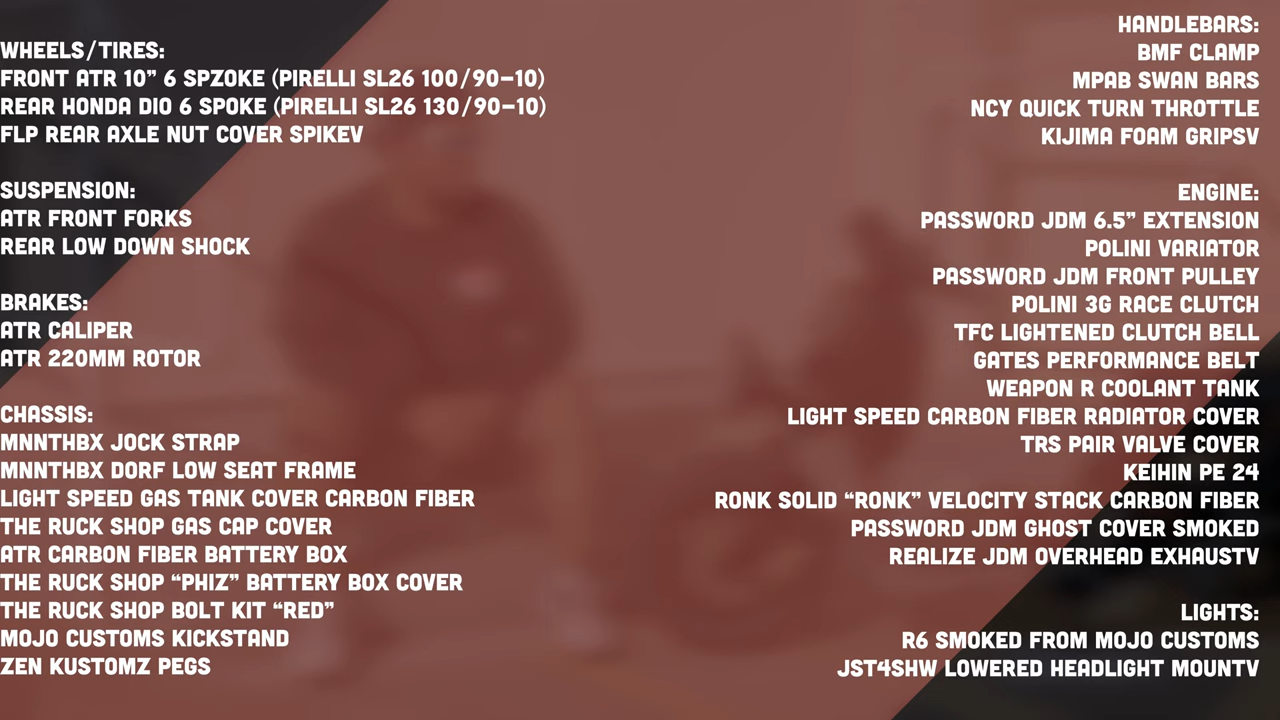 WHEELS/TIRES:
FRONT ATR 10” 6 SPZOKE (PIRELLI SL26 100/90-10)
REAR HONDA DIO 6 SPOKE (PIRELLI SL26 130/90-10)
FLP REAR AXLE NUT COVER SPIKEV
SUSPENSION:
ATR FRONT FORKS
REAR LOW DOWN SHOCK
BRAKES:
ATR CALIPER
ATR 220MM ROTOR
CHASSIS:
MNNTHBX JOCK STRAP
MNNTHBX DORF LOW SEAT FRAME
LIGHT SPEED GAS TANK COVER CARBON FIBER
THE RUCK SHOP GAS CAP COVER
ATR CARBON FIBER BATTERY BOX
THE RUCK SHOP “PHIZ” BATTERY BOX COVER
THE RUCK SHOP BOLT KIT “RED”
MOJO CUSTOMS KICKSTAND
ZEN KUSTOMZ PEGS
HANDLEBARS:
BMF CLAMP
MPAB SWAN BARS
NCY QUICK TURN THROTTLE
KIJIMA FOAM GRIPSV
ENGINE:
PASSWORD JDM 6.5” EXTENSION
POLINI VARIATOR
PASSWORD JDM FRONT PULLEY
POLINI 3G RACE CLUTCH
TFC LIGHTENED CLUTCH BELL
GATES PERFORMANCE BELT
WEAPON R COOLANT TANK
LIGHT SPEED CARBON FIBER RADIATOR COVER
TRS PAIR VALVE COVER
KEIHIN PE 24
RONK SOLID “RONK” VELOCITY STACK CARBON FIBER
PASSWORD JDM GHOST COVER SMOKED
REALIZE JDM OVERHEAD EXHAUSTV
LIGHTS:
R6 SMOKED FROM MOJO CUSTOMS
JST4SHW LOWERED HEADLIGHT MOUNTV